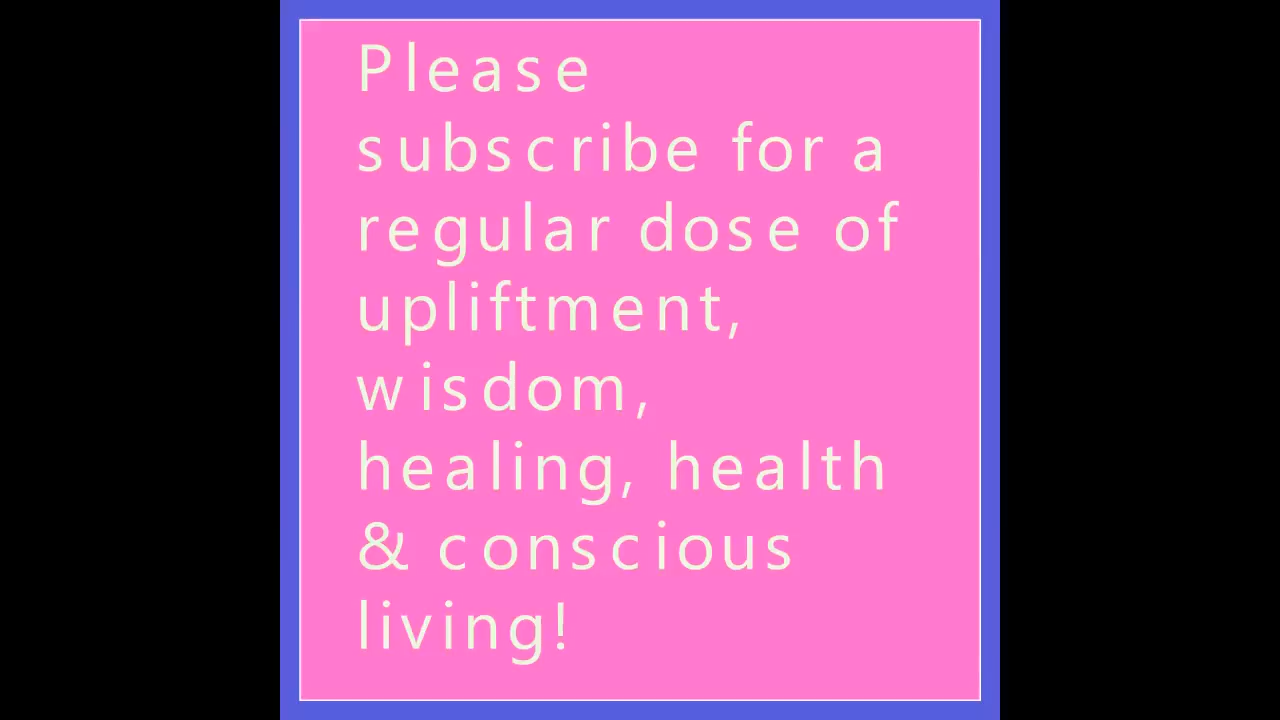 Please
subscribe for a
regular dose of
upliftment,
wisdom,
healing, health
& conscious
living!